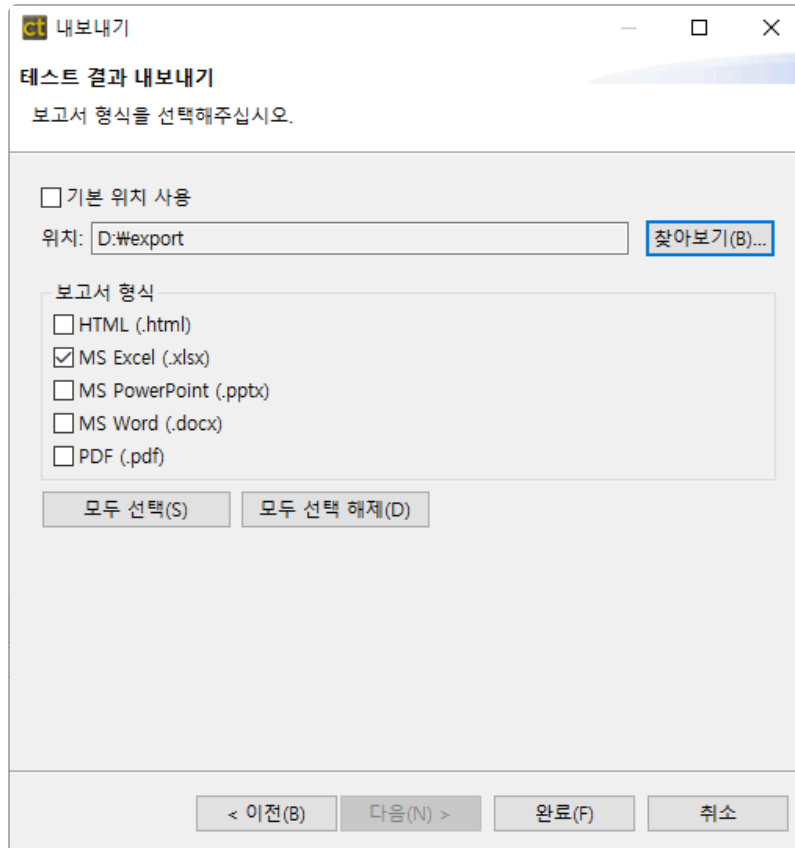 ct 내보내기
테스트 결과 내보내기
보고서 형식을 선택해주십시오.
기본 위치 사용
위치: D:₩export 찾아보기(B)...
보고서 형식
HTML (.html)
MS Excel (.xlsx)
MS PowerPoint (.pptx)
MS Word (.docx)
PDF (.pdf)
모두 선택(S) 모두 선택 해제(D)
< 이전(B) 다음(N) > 완료(F) 취소